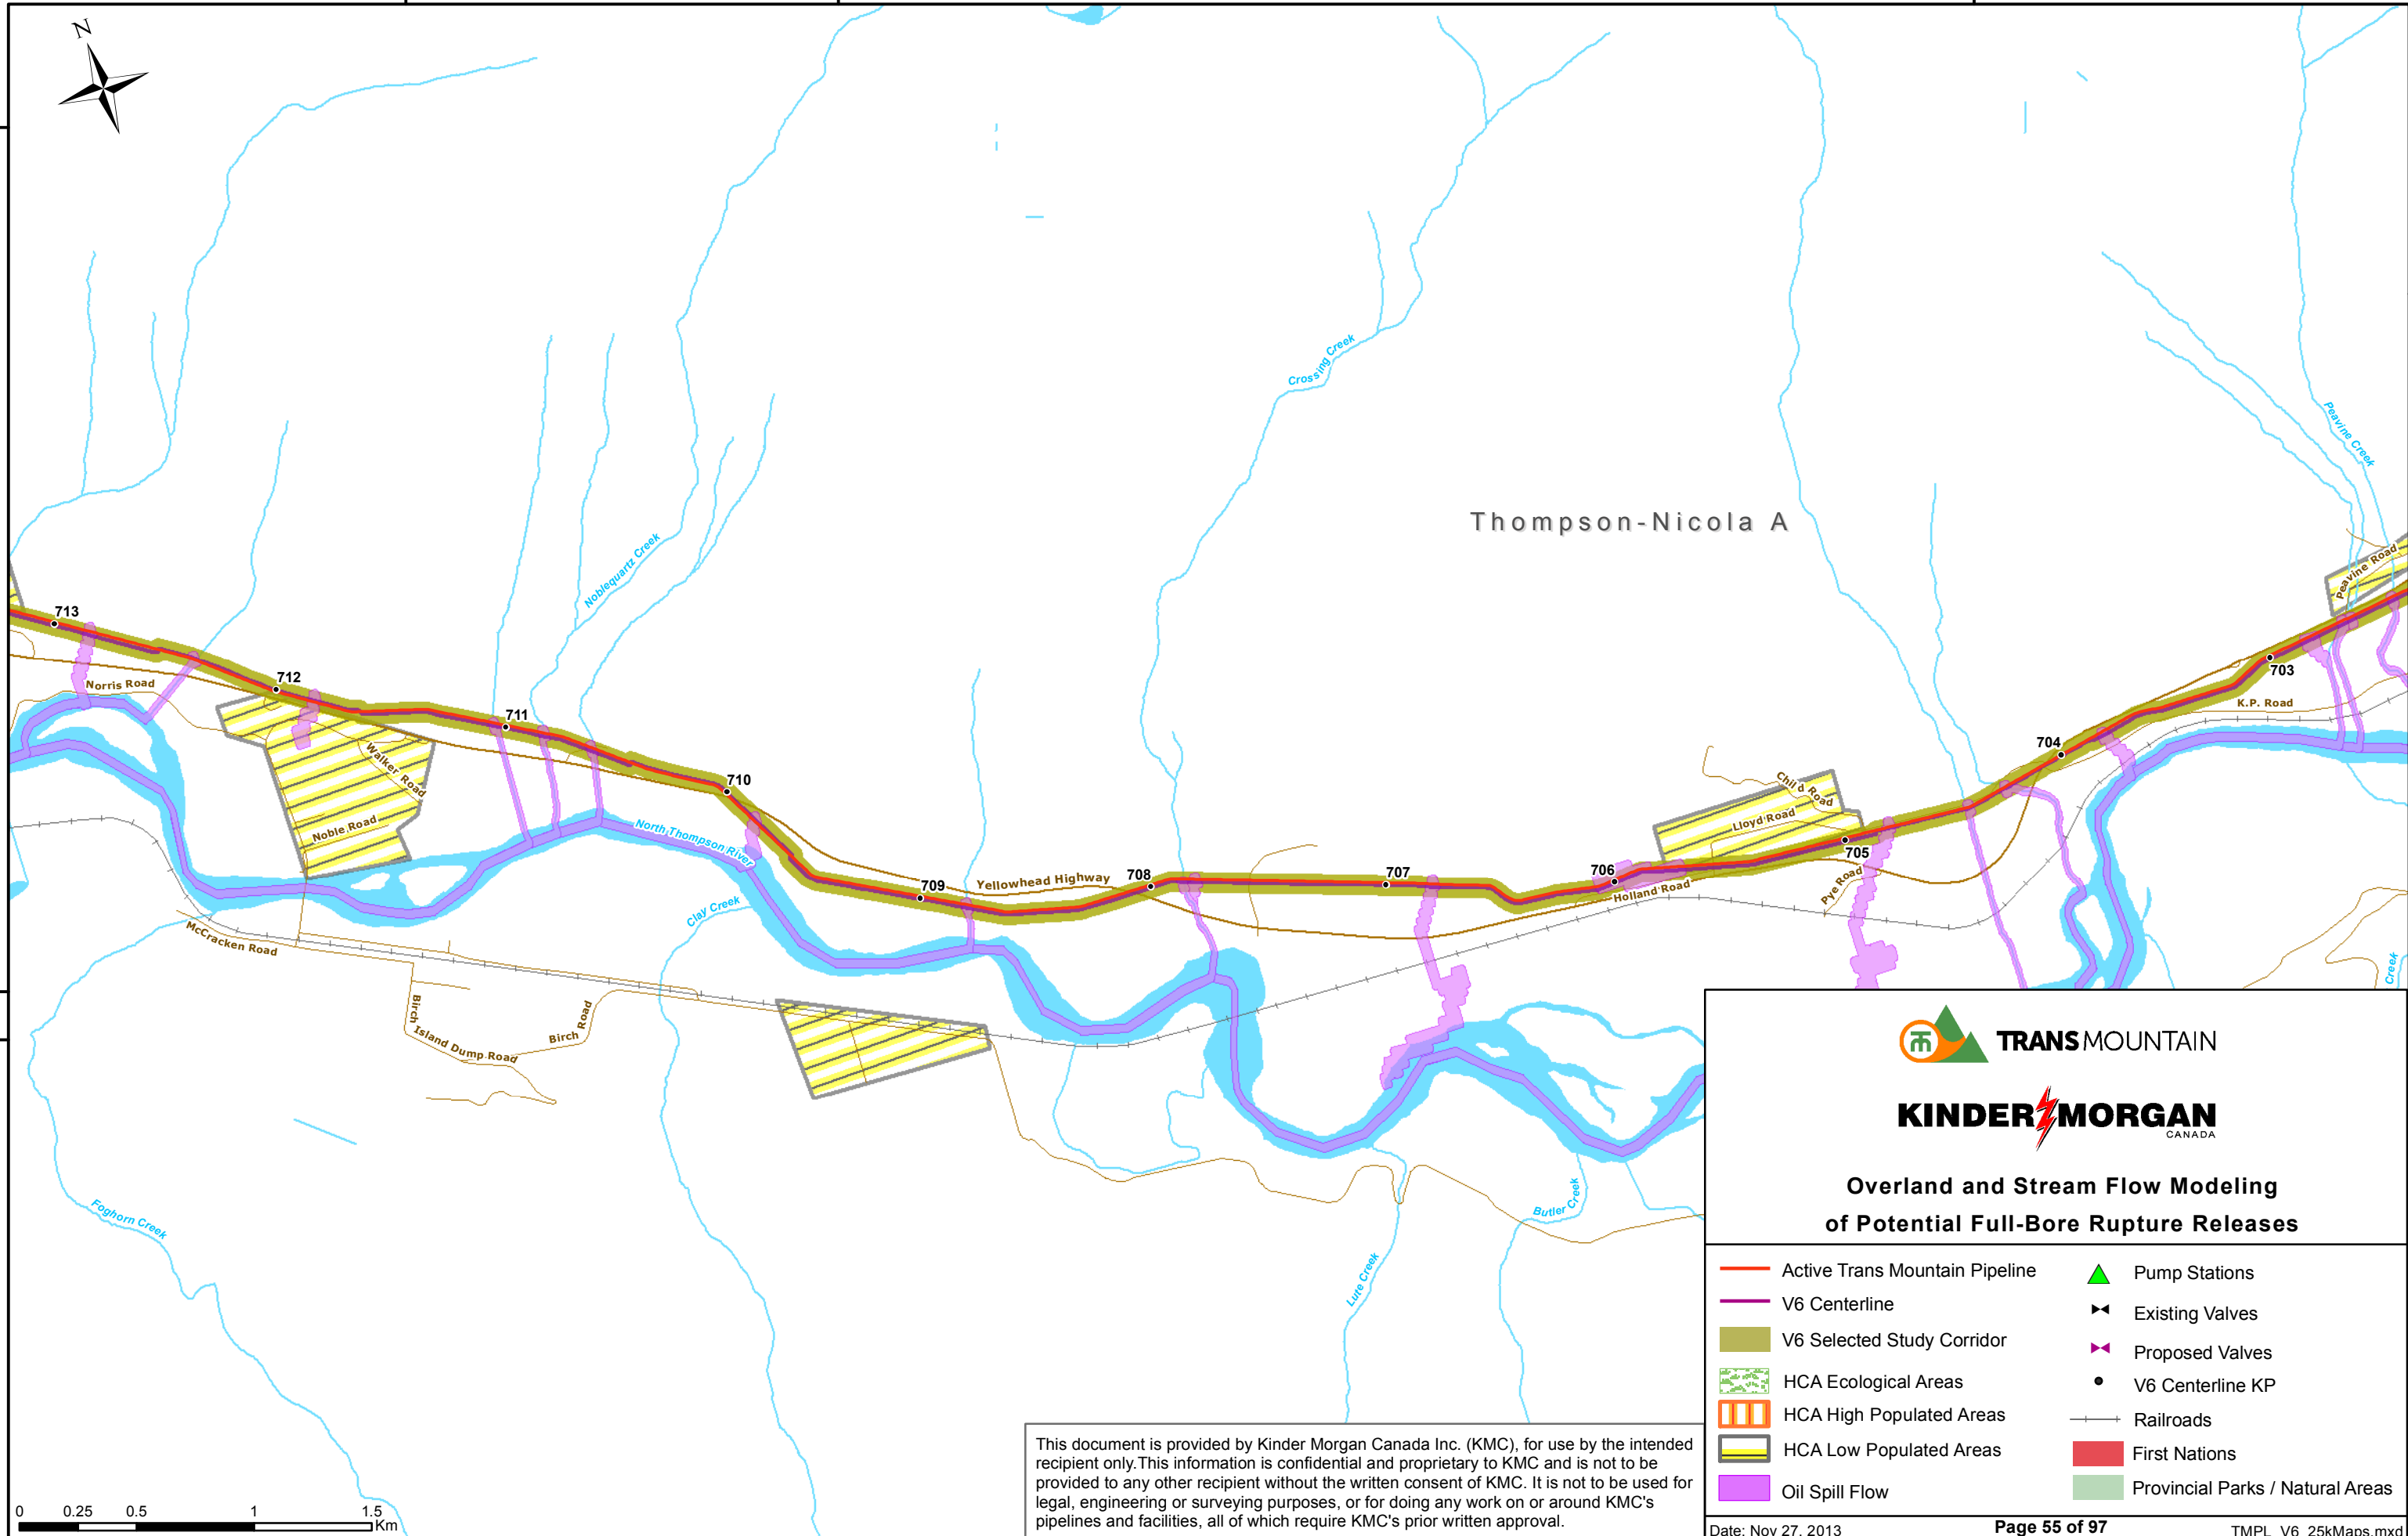 N
Crossing Creek
Peavine Creek
Thompson-Nicola A
Noblequartz Creek
Peavine Road
713
Norris Road
712
711
Walker Road
Noble Road
710
North Thompson River
Clay Creek
709
Yellowhead Highway
708
707
706
Holland Road
Child Road
Lloyd Road
705
Pye Road
704
703
K.P. Road
Creek
McCracken Road
Birch Island Dump Road
Birch Road
Foghorn Creek
Lute Creek
Butler Creek
TRANSMOUNTAIN
KINDER MORGAN
CANADA
Overland and Stream Flow Modeling
of Potential Full-Bore Rupture Releases
Active Trans Mountain Pipeline
V6 Centerline
V6 Selected Study Corridor
HCA Ecological Areas
HCA High Populated Areas
HCA Low Populated Areas
Oil Spill Flow
Pump Stations
Existing Valves
Proposed Valves
V6 Centerline KP
Railroads
First Nations
Provincial Parks / Natural Areas
Date: Nov 27, 2013
Page 55 of 97
TMPL_V6_25kMaps.mxd
This document is provided by Kinder Morgan Canada Inc. (KMC), for use by the intended
recipient only.This information is confidential and proprietary to KMC and is not to be
provided to any other recipient without the written consent of KMC. It is not to be used for
legal, engineering or surveying purposes, or for doing any work on or around KMC's
pipelines and facilities, all of which require KMC's prior written approval.
0 0.25 0.5 1 1.5
Km